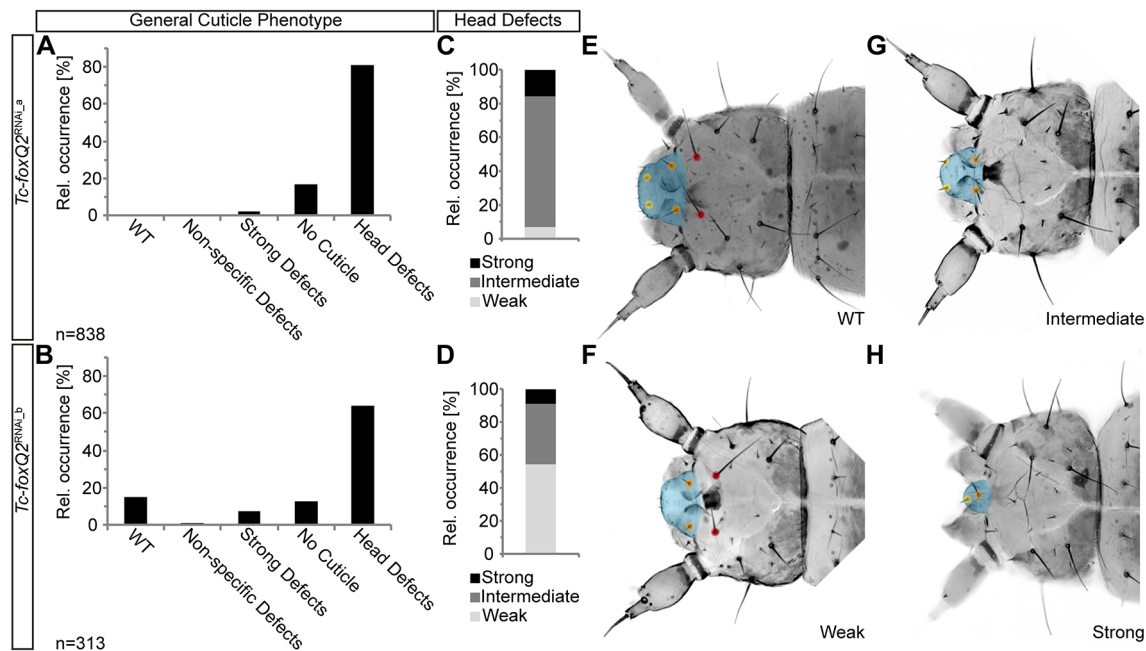 General Cuticle Phenotype
Head Defects
A
Tc-foxQ2RNAi_a
Rel. occurrence [%]
80
60
40
20
0
WT
Non-specific Defects
Strong Defects
No Cuticle
Head Defects
n=838
C
Rel. occurrence [%]
100
80
60
40
20
0
Strong
Intermediate
Weak
E
WT
G
Intermediate
B
Tc-foxQ2RNAi_b
Rel. occurrence [%]
80
60
40
20
0
WT
Non-specific Defects
Strong Defects
No Cuticle
Head Defects
n=313
D
Rel. occurrence [%]
100
80
60
40
20
0
Strong
Intermediate
Weak
F
Weak
H
Strong